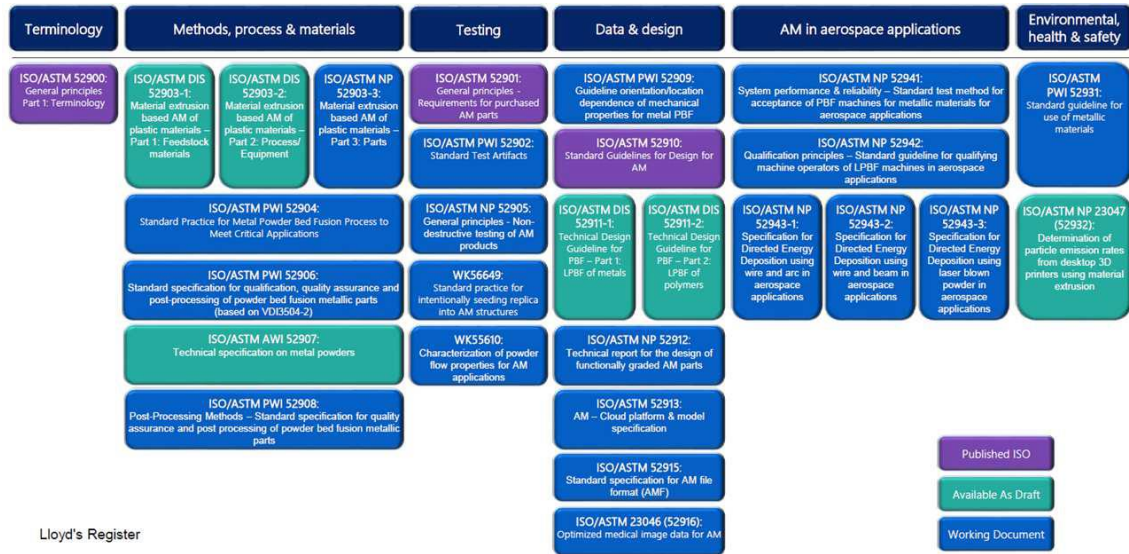 Terminology
Methods, process & materials
Testing
Data & design
AM in aerospace applications
Environmental,
health & safety
ISO/ASTM 52900:
General principles
Part 1: Terminology
ISO/ASTM DIS
52903-1:
Material extrusion
based AM of
plastic materials –
Part 1: Feedstock
materials
ISO/ASTM DIS
52903-2:
Material extrusion
based AM of
plastic materials –
Part 2: Process/
Equipment
ISO/ASTM NP
52903-3:
Material extrusion
based AM of
plastic materials –
Part 3: Parts
ISO/ASTM PWI 52904:
Standard Practice for Metal Powder Bed Fusion Process to
Meet Critical Applications
ISO/ASTM PWI 52906:
Standard specification for qualification, quality assurance and
post-processing of powder bed fusion metallic parts
(based on VDI3504-2)
ISO/ASTM AWI 52907:
Technical specification on metal powders
ISO/ASTM PWI 52908:
Post-Processing Methods – Standard specification for quality
assurance and post processing of powder bed fusion metallic
parts
ISO/ASTM 52901:
General principles -
Requirements for purchased
AM parts
ISO/ASTM PWI 52902:
Standard Test Artifacts
ISO/ASTM NP 52905:
General principles - Non-
destructive testing of AM
products
WK56649:
Standard practice for
intentionally seeding replica
into AM structures
WK55610:
Characterization of powder
flow properties for AM
applications
ISO/ASTM PWI 52909:
Guideline orientation/location
dependence of mechanical
properties for metal PBF
ISO/ASTM 52910:
Standard Guidelines for Design for
AM
ISO/ASTM DIS
52911-1:
Technical Design
Guideline for
PBF – Part 1:
LPBF of metals
ISO/ASTM DIS
52911-2:
Technical Design
Guideline for
PBF – Part 2:
LPBF of
polymers
ISO/ASTM NP 52912:
Technical report for the design of
functionally graded AM parts
ISO/ASTM 52913:
AM – Cloud platform & model
specification
ISO/ASTM 52915:
Standard specification for AM file
format (AMF)
ISO/ASTM 23046 (52916):
Optimized medical image data for AM
ISO/ASTM NP 52941:
System performance & reliability – Standard test method for
acceptance of PBF machines for metallic materials for
aerospace applications
ISO/ASTM NP 52942:
Qualification principles – Standard guideline for qualifying
machine operators of LPBF machines in aerospace
applications
ISO/ASTM NP
52943-1:
Specification for
Directed Energy
Deposition using
wire and arc in
aerospace
applications
ISO/ASTM NP
52943-2:
Specification for
Directed Energy
Deposition using
wire and beam in
aerospace
applications
ISO/ASTM NP
52943-3:
Specification for
Directed Energy
Deposition using
laser blown
powder in
aerospace
applications
ISO/ASTM
PWI 52931:
Standard guideline for
use of metallic
materials
ISO/ASTM NP 23047
(52932):
Determination of
particle emission rates
from desktop 3D
printers using material
extrusion
Published ISO
Available As Draft
Working Document
Lloyd's Register